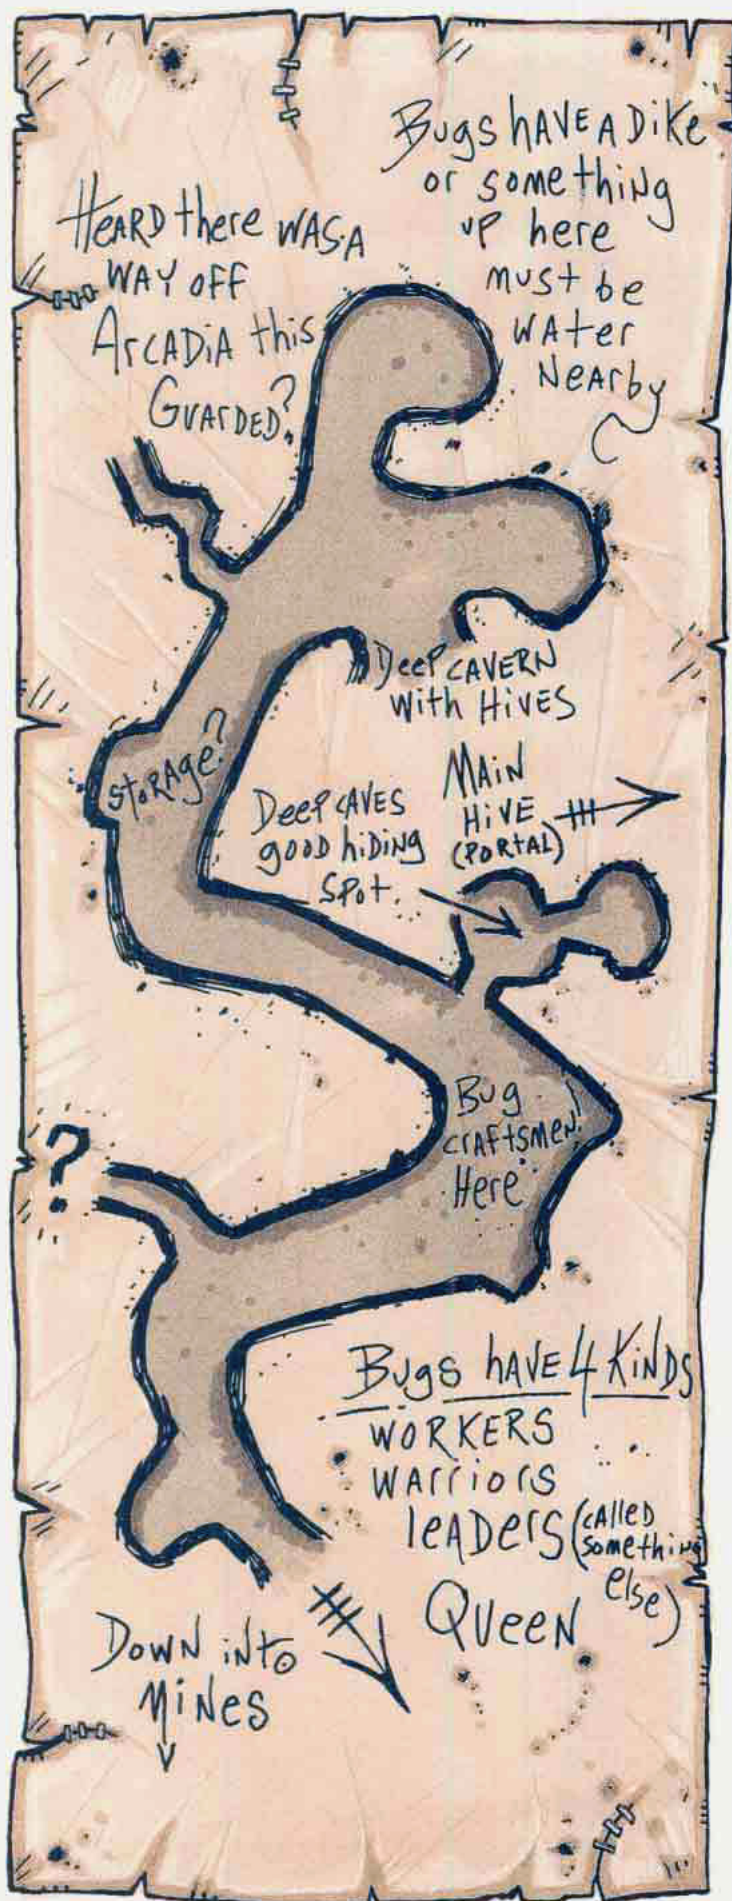 Bugs HAVE A DiKe
or something
up here
must be
water
Nearby
Heard there was a
way off
Arcadia this
Guarded?
Deep cavern
with Hives
Storage?
Main
Hive
(Portal)
Deep caves
good hiding
spot.
Bug
craftsmen
Here
?
Bugs have 4 Kinds
Workers
Warriors
leaders (called
something
else)
Queen
Down into
Mines